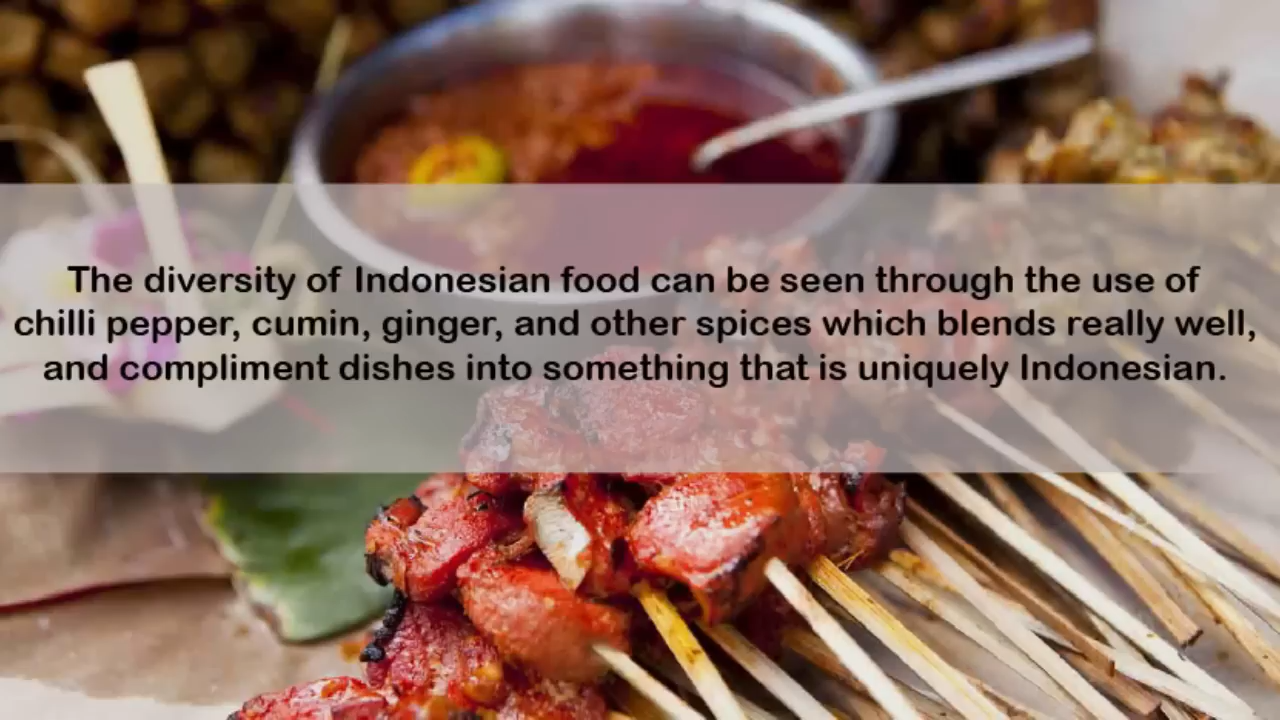 The diversity of Indonesian food can be seen through the use of
chilli pepper, cumin, ginger, and other spices which blends really well,
and compliment dishes into something that is uniquely Indonesian.